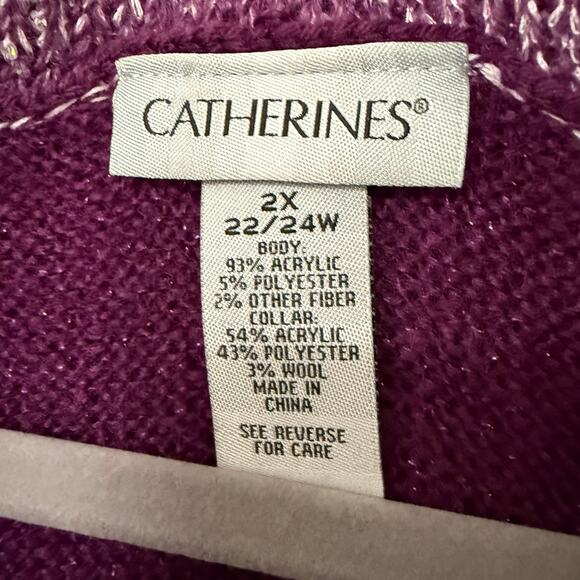 CATHERINES®
2X
22/24W
BODY.
93% ACRYLIC
5% POLYESTER
2% OTHER FIBER
COLLAR.
54% ACRYLIC
43% POLYESTER
3% WOOL
MADE IN
CHINA
SEE REVERSE
FOR CARE